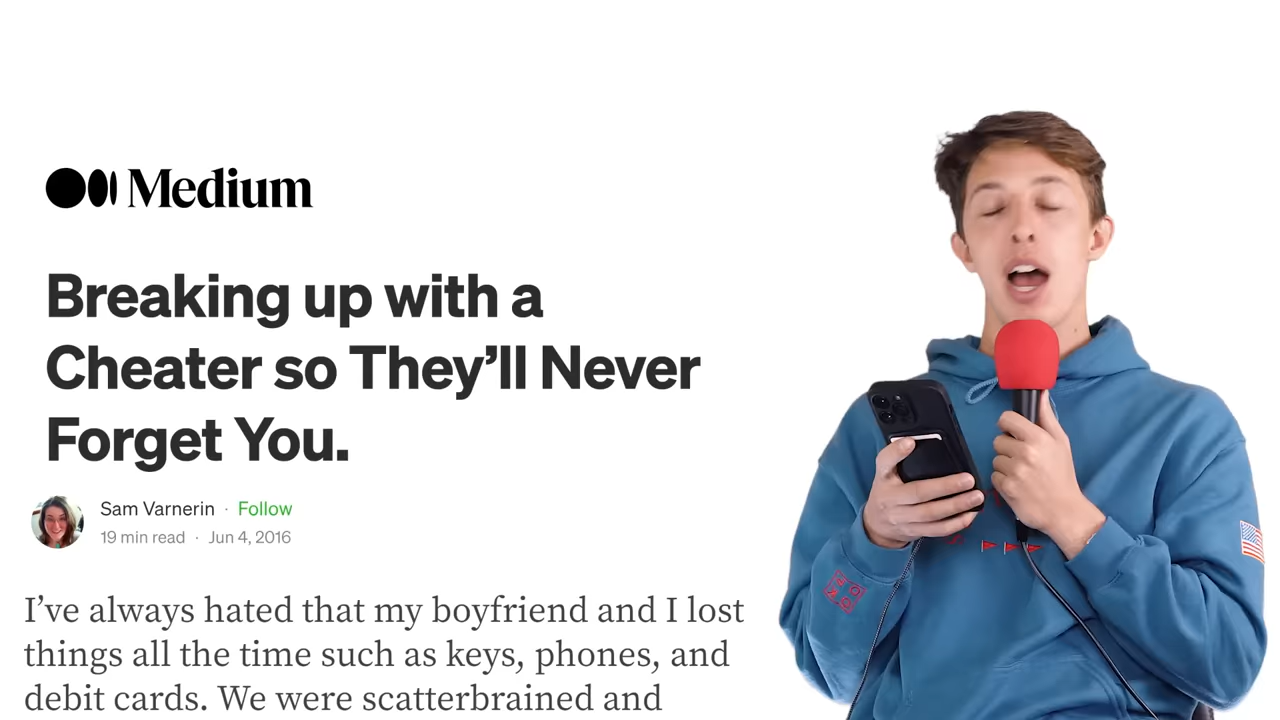 Medium
Breaking up with a
Cheater so They’ll Never
Forget You.
Sam Varnerin · Follow
19 min read · Jun 4, 2016
I’ve always hated that my boyfriend and I lost
things all the time such as keys, phones, and
debit cards. We were scatterbrained and